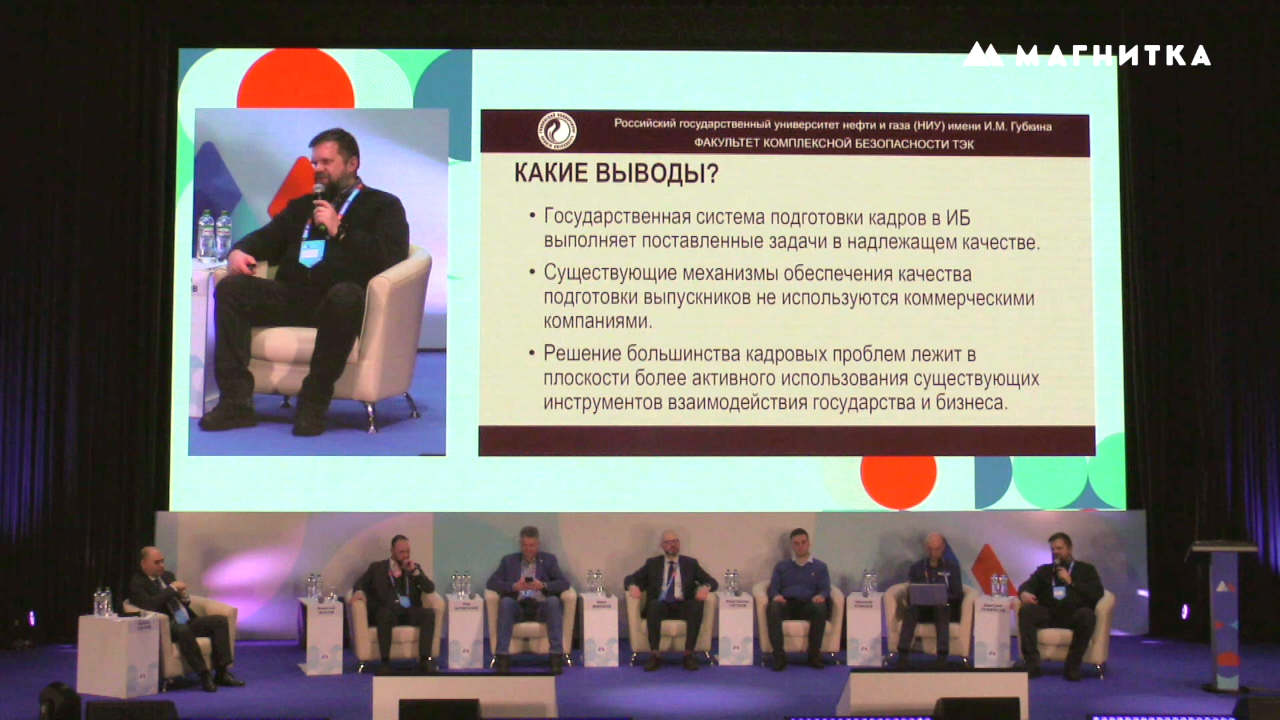 МАГНИТКА
Российский государственный университет нефти и газа (НИУ) имени И.М. Губкина
ФАКУЛЬТЕТ КОМПЛЕКСНОЙ БЕЗОПАСНОСТИ ТЭК
КАКИЕ ВЫВОДЫ?
• Государственная система подготовки кадров в ИБ
выполняет поставленные задачи в надлежащем качестве.
• Существующие механизмы обеспечения качества
подготовки выпускников не используются коммерческими
компаниями.
• Решение большинства кадровых проблем лежит в
плоскости более активного использования существующих
инструментов взаимодействия государства и бизнеса.